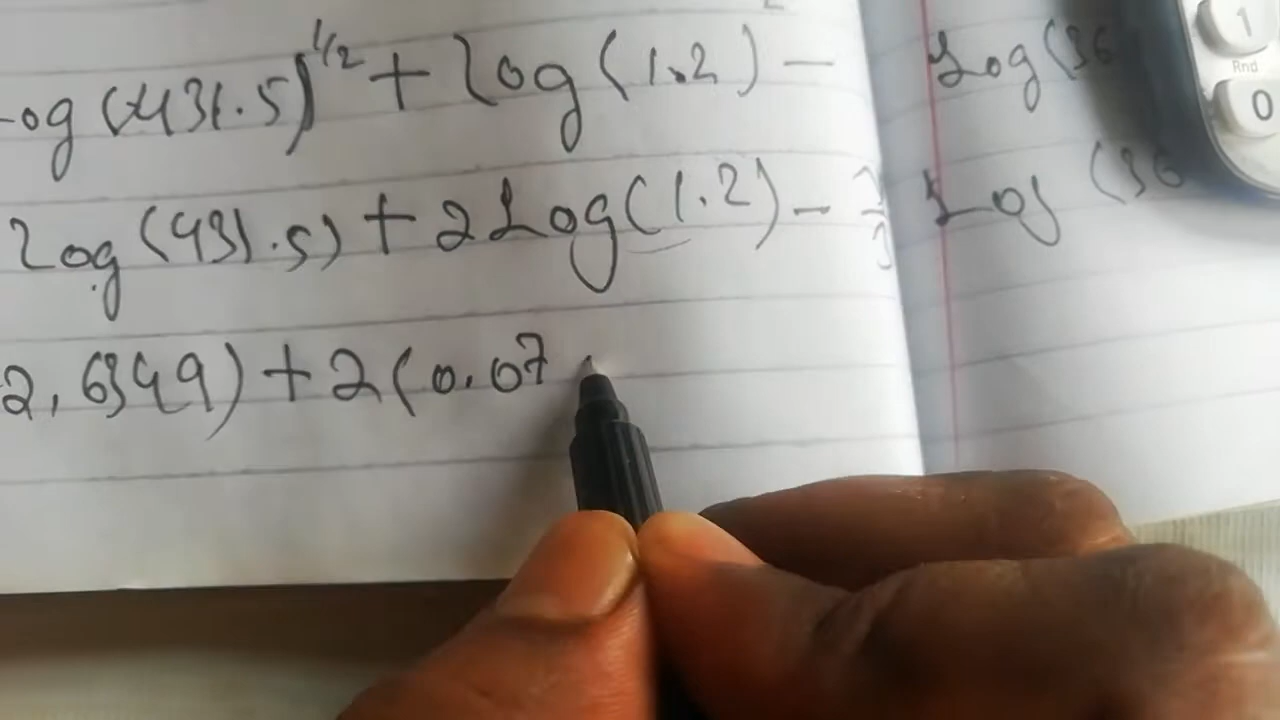 og (431.5)^1/2 + log (1.2) - Log (36
log (431.5) + 2 Log (1.2) - Log (36
2,6349) + 2 (0.07
1
Rnd
0